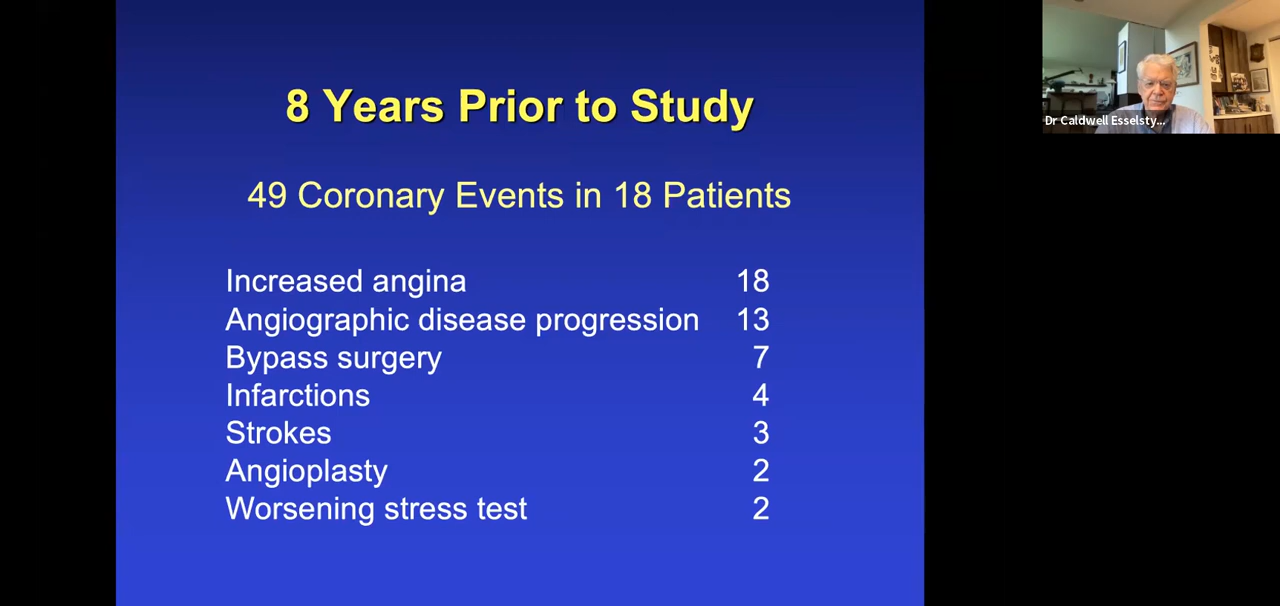 8 Years Prior to Study
49 Coronary Events in 18 Patients
Increased angina 18
Angiographic disease progression 13
Bypass surgery 7
Infarctions 4
Strokes 3
Angioplasty 2
Worsening stress test 2
Dr Caldwell Esselsty...